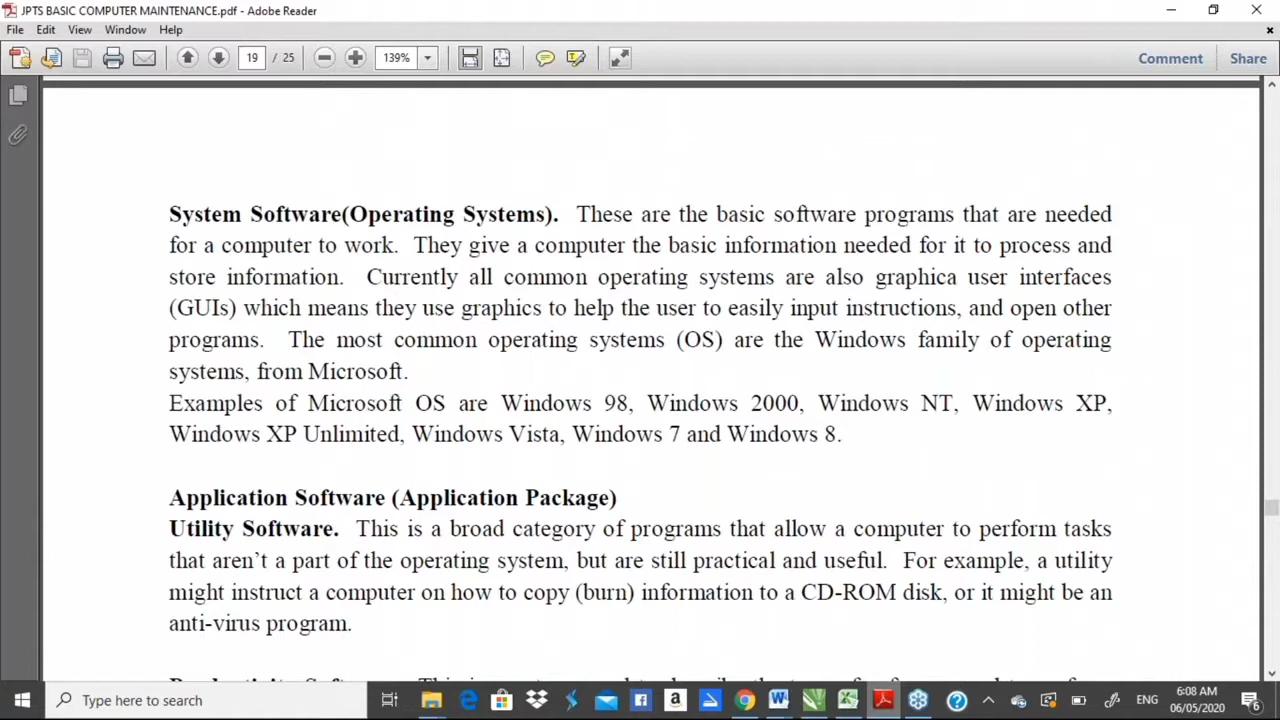 JPTS BASIC COMPUTER MAINTENANCE.pdf - Adobe Reader
File Edit View Window Help
19 / 25 139% Comment Share
System Software(Operating Systems). These are the basic software programs that are needed
for a computer to work. They give a computer the basic information needed for it to process and
store information. Currently all common operating systems are also graphica user interfaces
(GUIs) which means they use graphics to help the user to easily input instructions, and open other
programs. The most common operating systems (OS) are the Windows family of operating
systems, from Microsoft.
Examples of Microsoft OS are Windows 98, Windows 2000, Windows NT, Windows XP,
Windows XP Unlimited, Windows Vista, Windows 7 and Windows 8.
Application Software (Application Package)
Utility Software. This is a broad category of programs that allow a computer to perform tasks
that aren't a part of the operating system, but are still practical and useful. For example, a utility
might instruct a computer on how to copy (burn) information to a CD-ROM disk, or it might be an
anti-virus program.
Type here to search
ENG
6:08 AM
06/05/2020
6